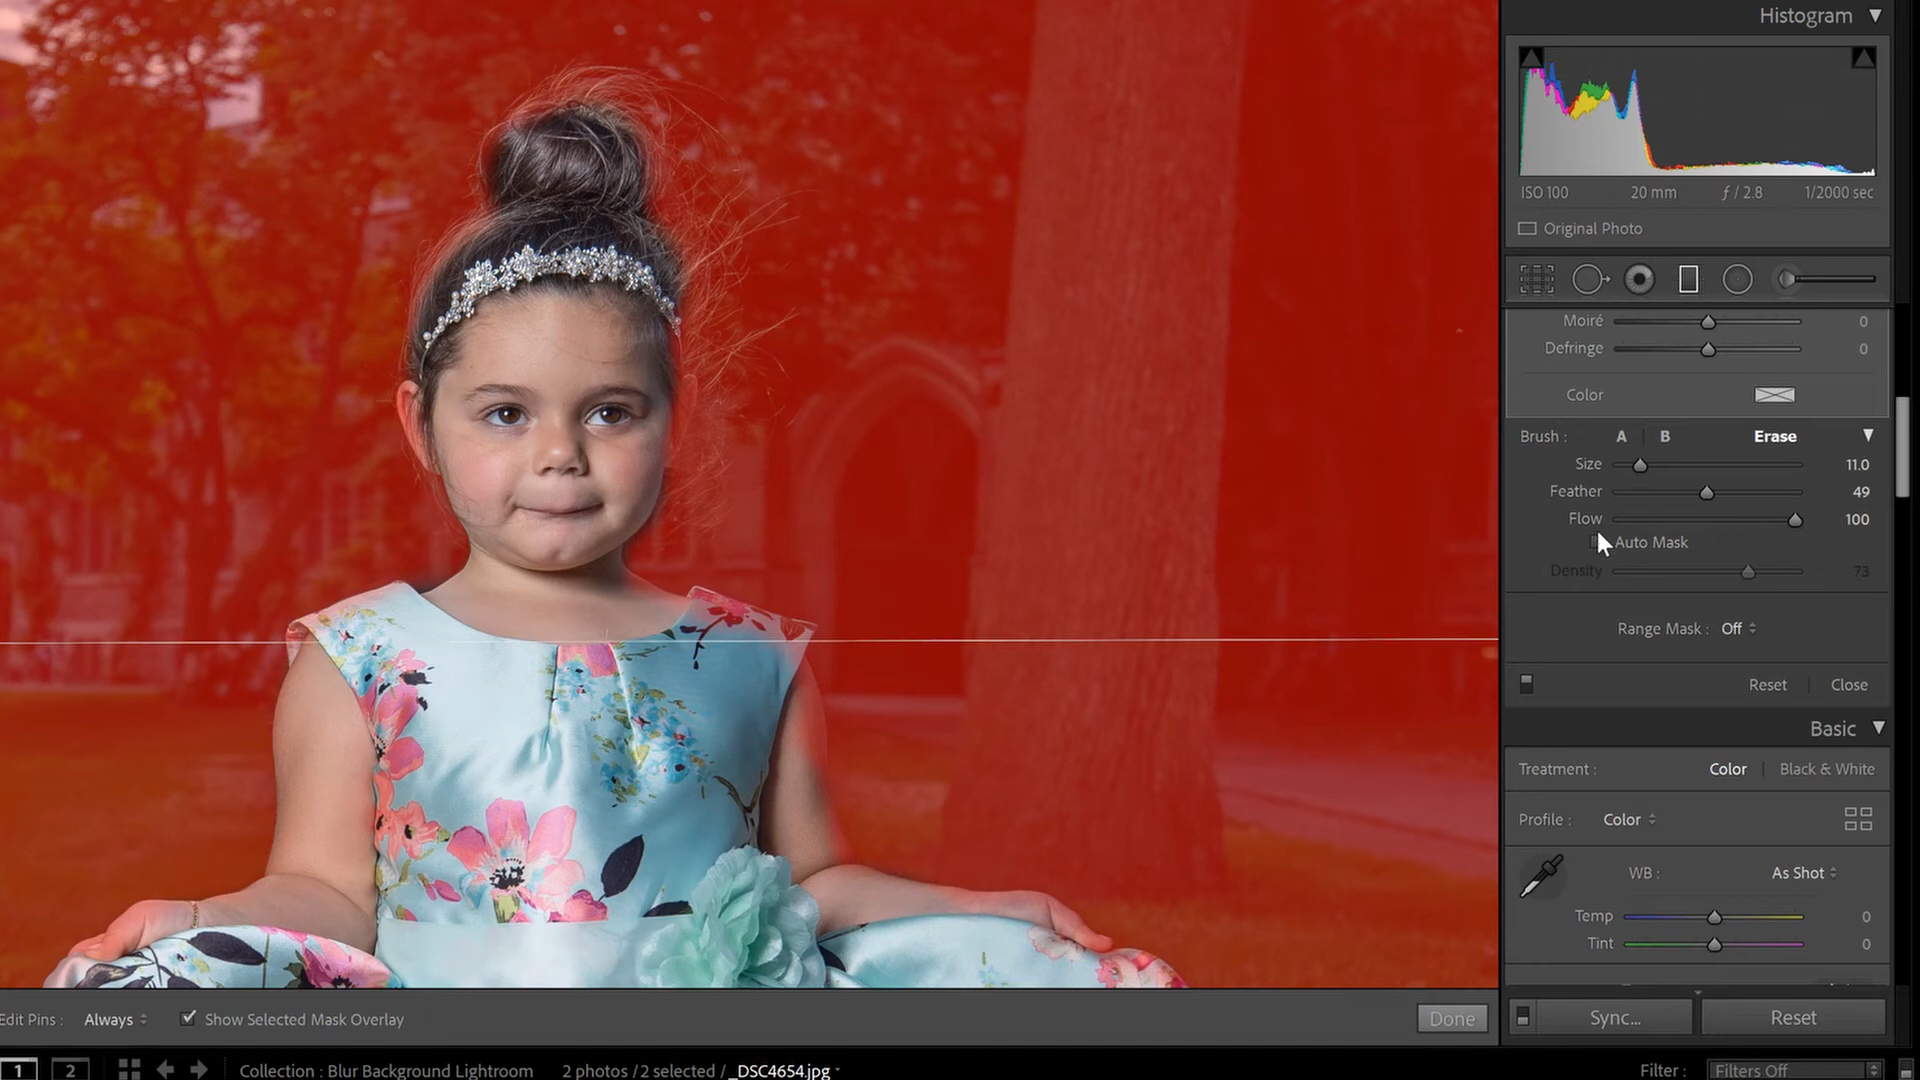 Histogram
ISO 100 20 mm ƒ / 2.8 1/2000 sec
Original Photo
Moiré 0
Defringe 0
Color
Brush : A B Erase
Size 11.0
Feather 49
Flow 100
Auto Mask
Density 73
Range Mask : Off
Reset Close
Basic
Treatment : Color Black & White
Profile : Color
WB : As Shot
Temp 0
Tint 0
Edit Pins : Always Show Selected Mask Overlay Done
Sync... Reset
1 2 Collection : Blur Background Lightroom 2 photos / 2 selected / _DSC4654.jpg Filter : Filters Off